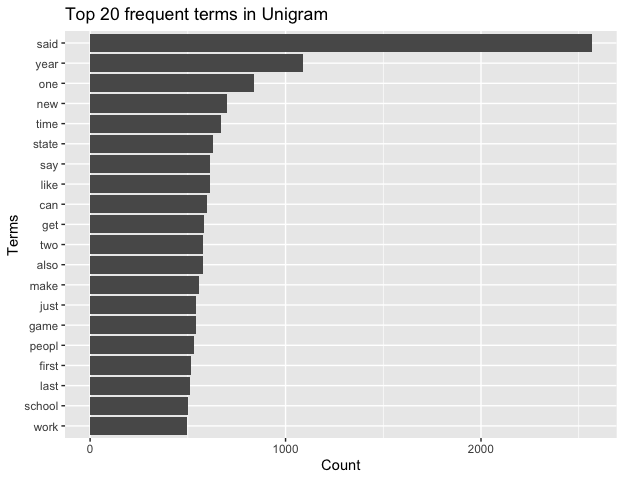 Top 20 frequent terms in Unigram
Terms
said
year
one
new
time
state
say
like
can
get
two
also
make
just
game
peopl
first
last
school
work
0 1000 2000
Count